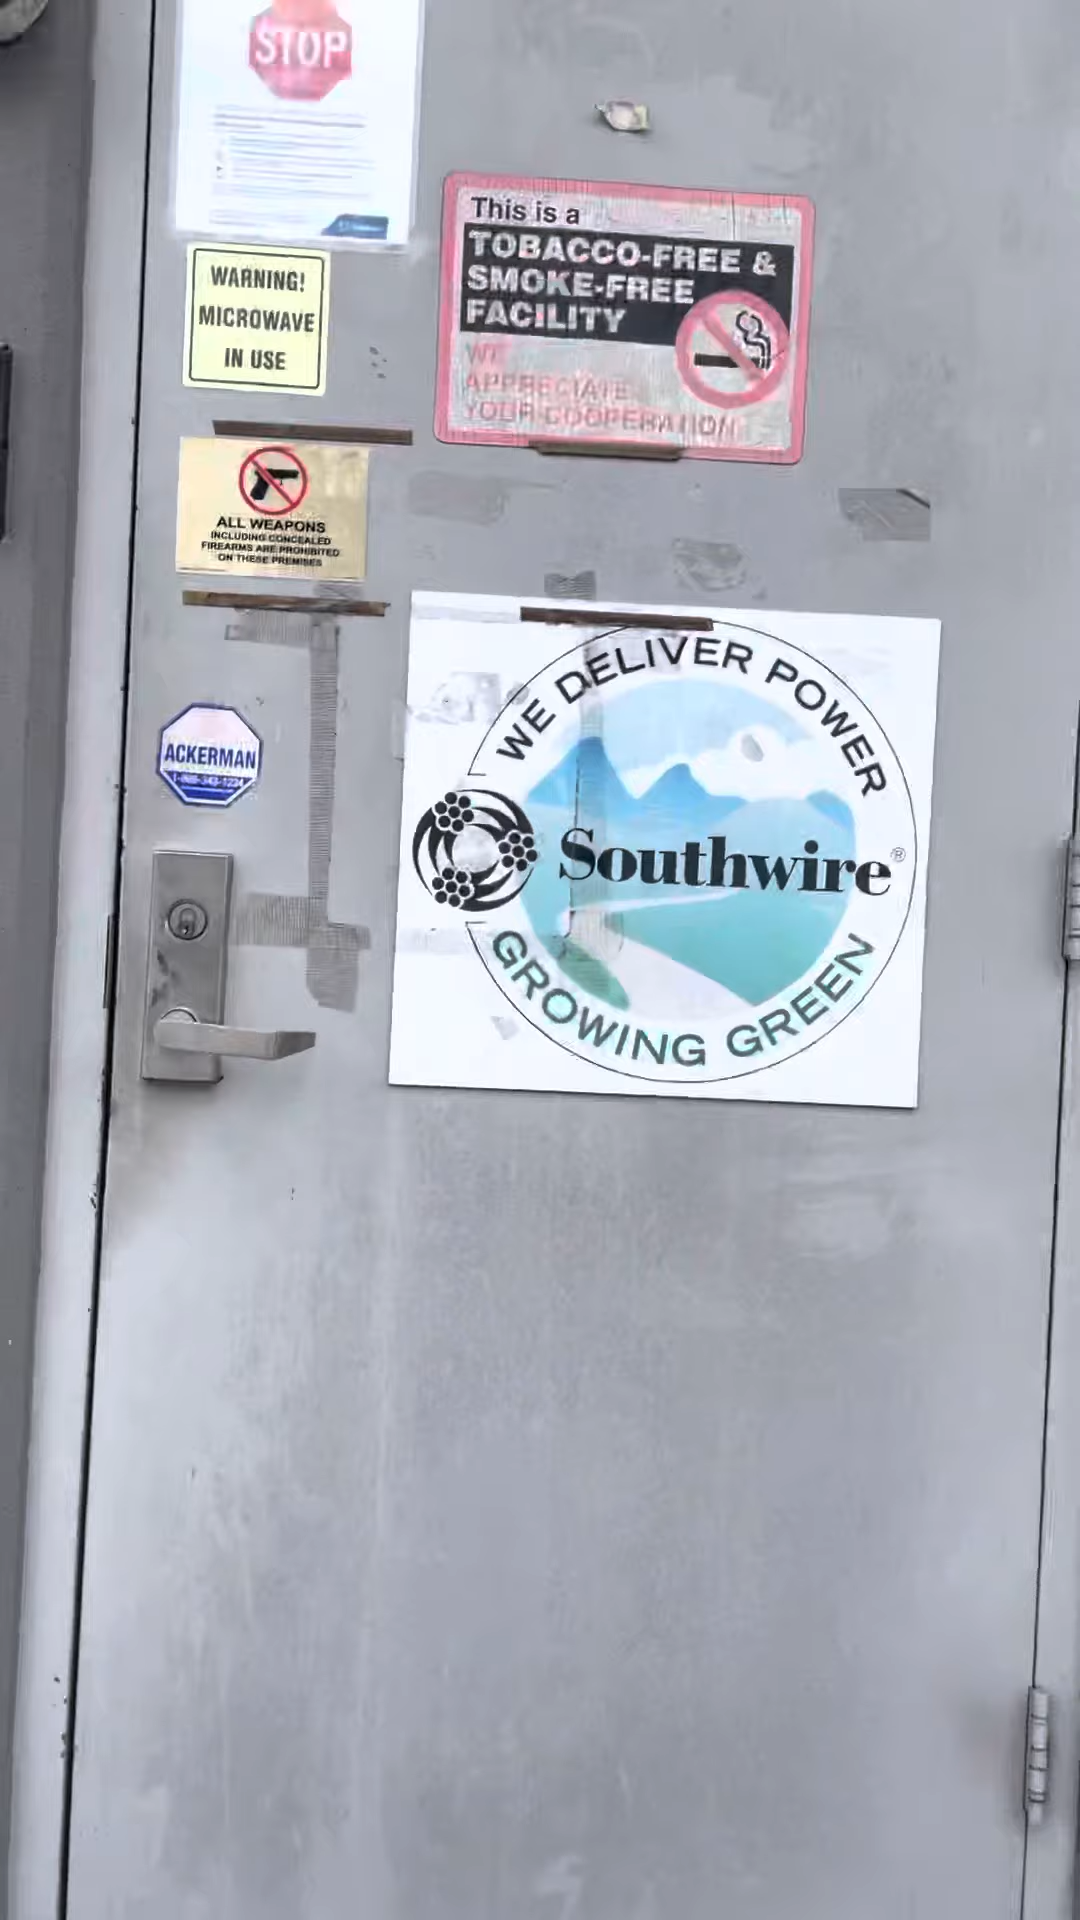 STOP
This is a
TOBACCO-FREE &
SMOKE-FREE
FACILITY
WE
APPRECIATE
YOUR COOPERATION
WARNING!
MICROWAVE
IN USE
ALL WEAPONS
INCLUDING CONCEALED
FIREARMS ARE PROHIBITED
ON THESE PREMISES
WE DELIVER POWER
Southwire®
GROWING GREEN
ACKERMAN